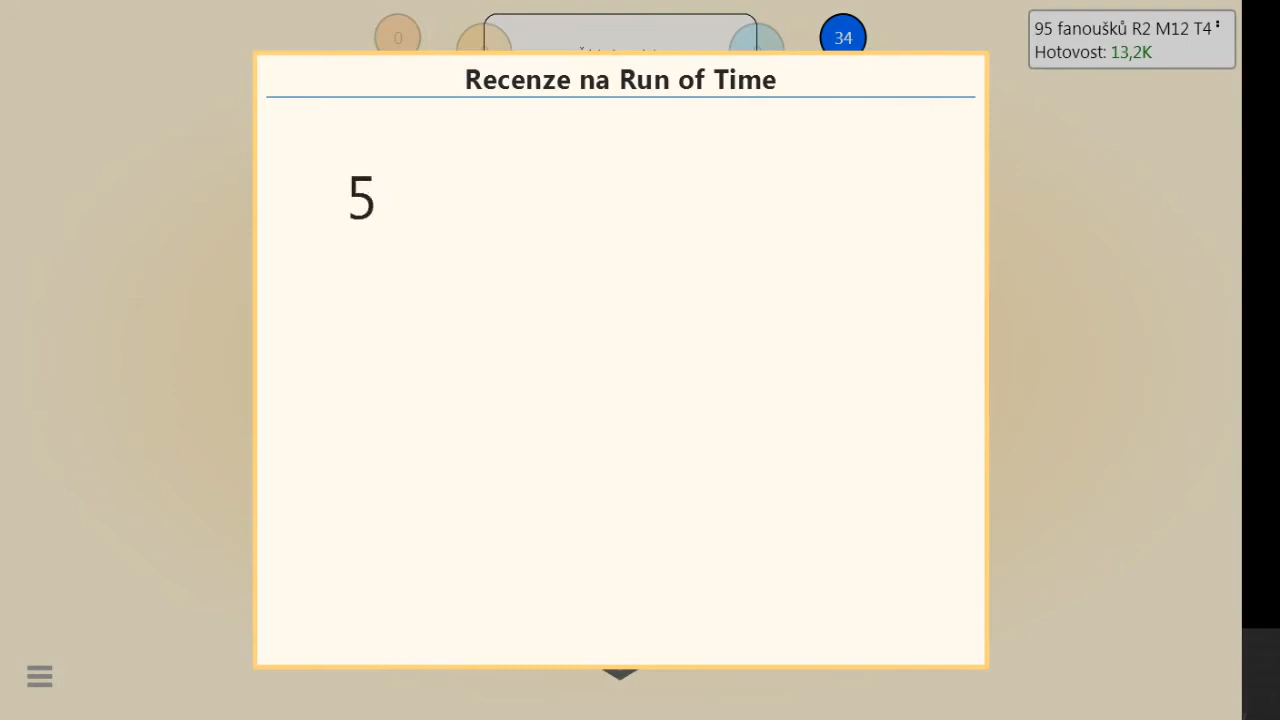 0
34
95 fanoušků R2 M12 T4
Hotovost: 13,2K
Recenze na Run of Time
5